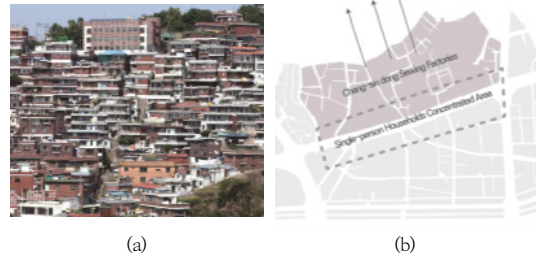 Chang-sin dong Sewing Factories
Single-person Households Concentrated Area
(a)
(b)